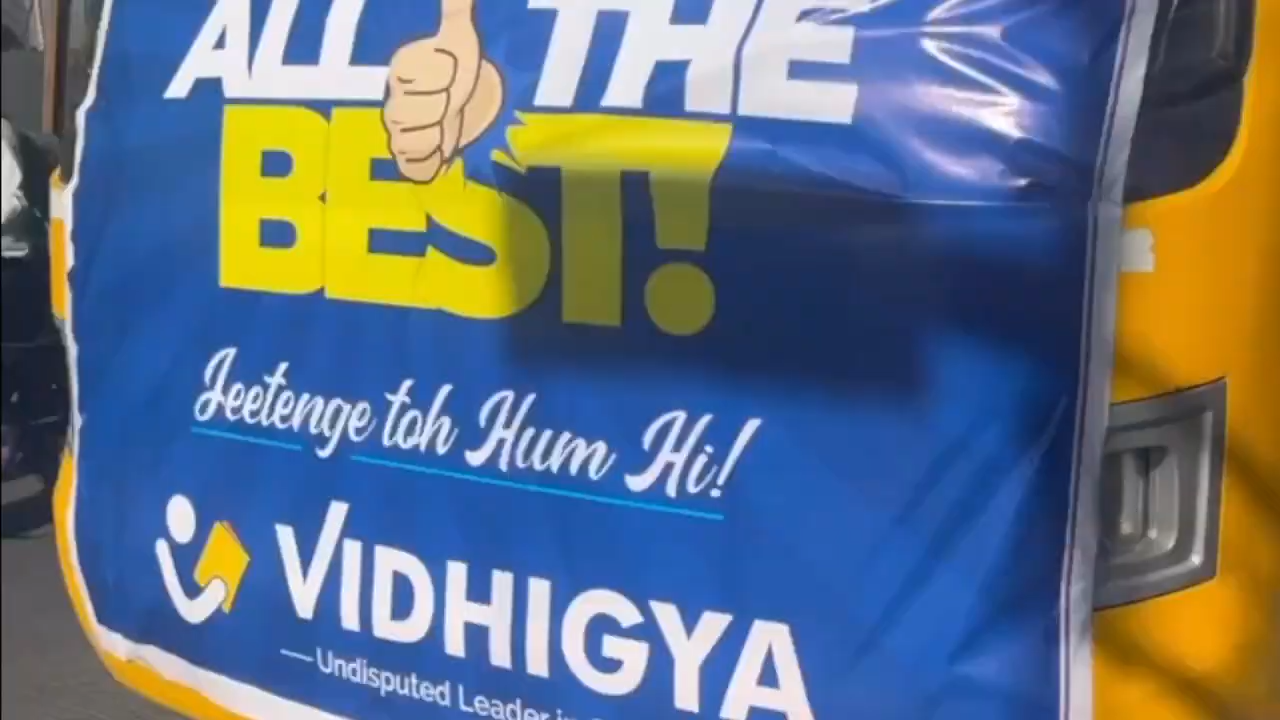 ALL THE
BEST!
Jeetenge toh Hum Hi!
VIDHIGYA
—Undisputed Leader in